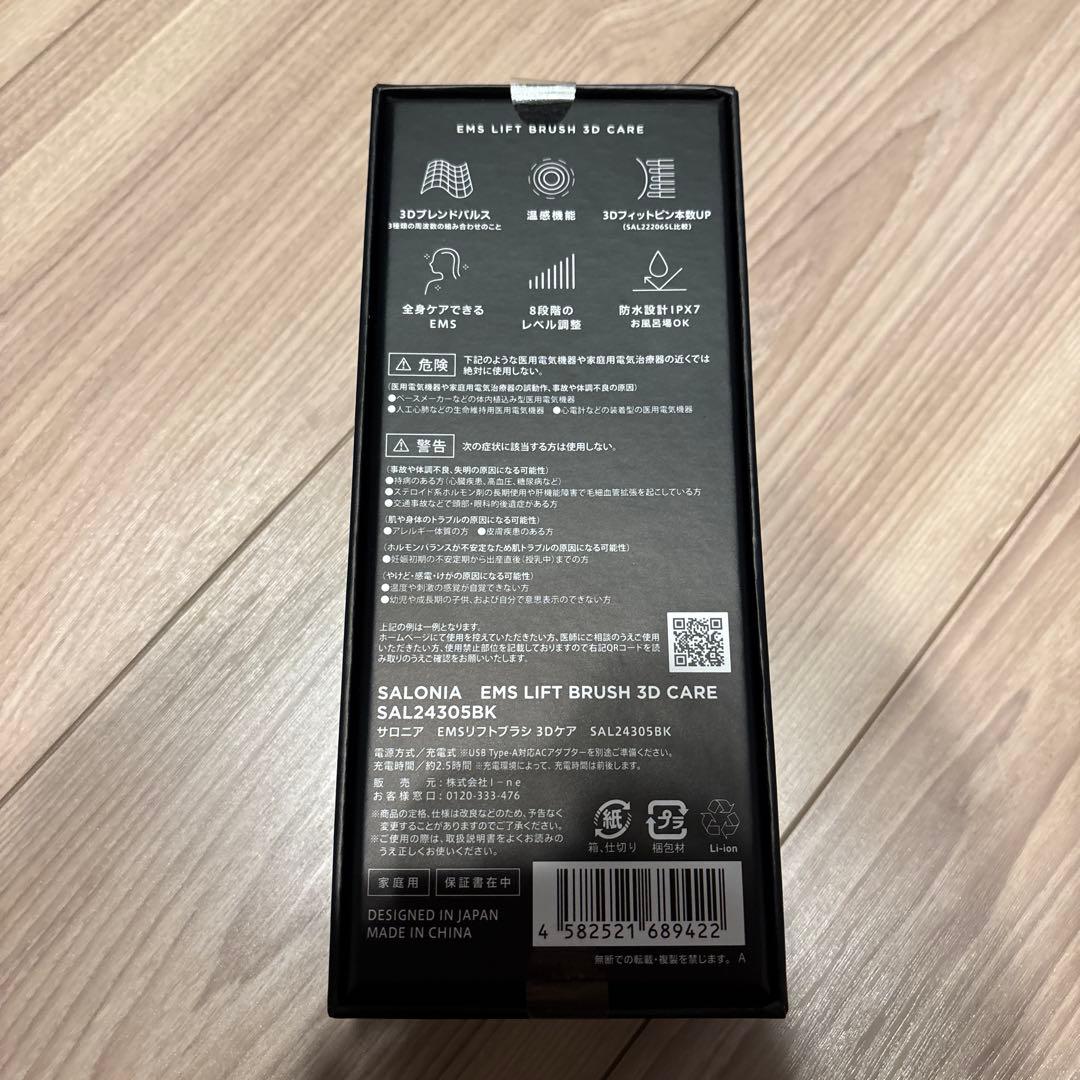 EMS LIFT BRUSH 3D CARE
3Dブレンドパルス
3種類の周波数の組み合わせのこと
温感機能
3Dフィットピン本数UP
(SAL22206SL比較)
全身ケアできる
EMS
8段階の
レベル調整
防水設計IPX7
お風呂場OK
危険 下記のような医用電気機器や家庭用電気治療器の近くでは
絶対に使用しない。
(医用電気機器や家庭用電気治療器の誤動作、事故や体調不良の原因)
●ペースメーカーなどの体内植込み型医用電気機器
●人工心肺などの生命維持用医用電気機器 ●心電計などの装着型の医用電気機器
警告 次の症状に該当する方は使用しない。
(事故や体調不良、失明の原因になる可能性)
●持病のある方(心臓疾患、高血圧、糖尿病など)
●ステロイド系ホルモン剤の長期使用や肝機能障害で毛細血管拡張を起こしている方
●交通事故などで頭部・眼科的後遺症がある方
(肌や身体のトラブルの原因になる可能性)
●アレルギー体質の方 ●皮膚疾患のある方
(ホルモンバランスが不安定なため肌トラブルの原因になる可能性)
●妊娠初期の不安定期から出産直後(授乳中)までの方
(やけど・感電・けがの原因になる可能性)
●温度や刺激の感覚が自覚できない方
●幼児や成長期の子供、および自分で意思表示のできない方
上記の例は一例となります。
ホームページにて使用を控えていただきたい方、医師にご相談のうえご使用
いただきたい方、使用禁止部位を記載しておりますので右記QRコードを読
み取りのうえご確認をお願いいたします。
SALONIA EMS LIFT BRUSH 3D CARE
SAL24305BK
サロニア EMSリフトブラシ 3Dケア SAL24305BK
電源方式/充電式 ※USB Type-A対応ACアダプターを別途ご準備ください。
充電時間/約2.5時間 ※充電環境によって、充電時間は前後します。
販売元:株式会社I-ne
お客様窓口:0120-333-476
※商品の定格、仕様は改良などのため、予告なく
変更することがありますのでご了承ください。
※ご使用の際は、取扱説明書をよくお読みの
うえ正しくお使いください。
紙
箱、仕切り
プラ
梱包材
Li-ion
家庭用 保証書在中
DESIGNED IN JAPAN
MADE IN CHINA
4 582521 689422
無断での転載・複製を禁じます。 A